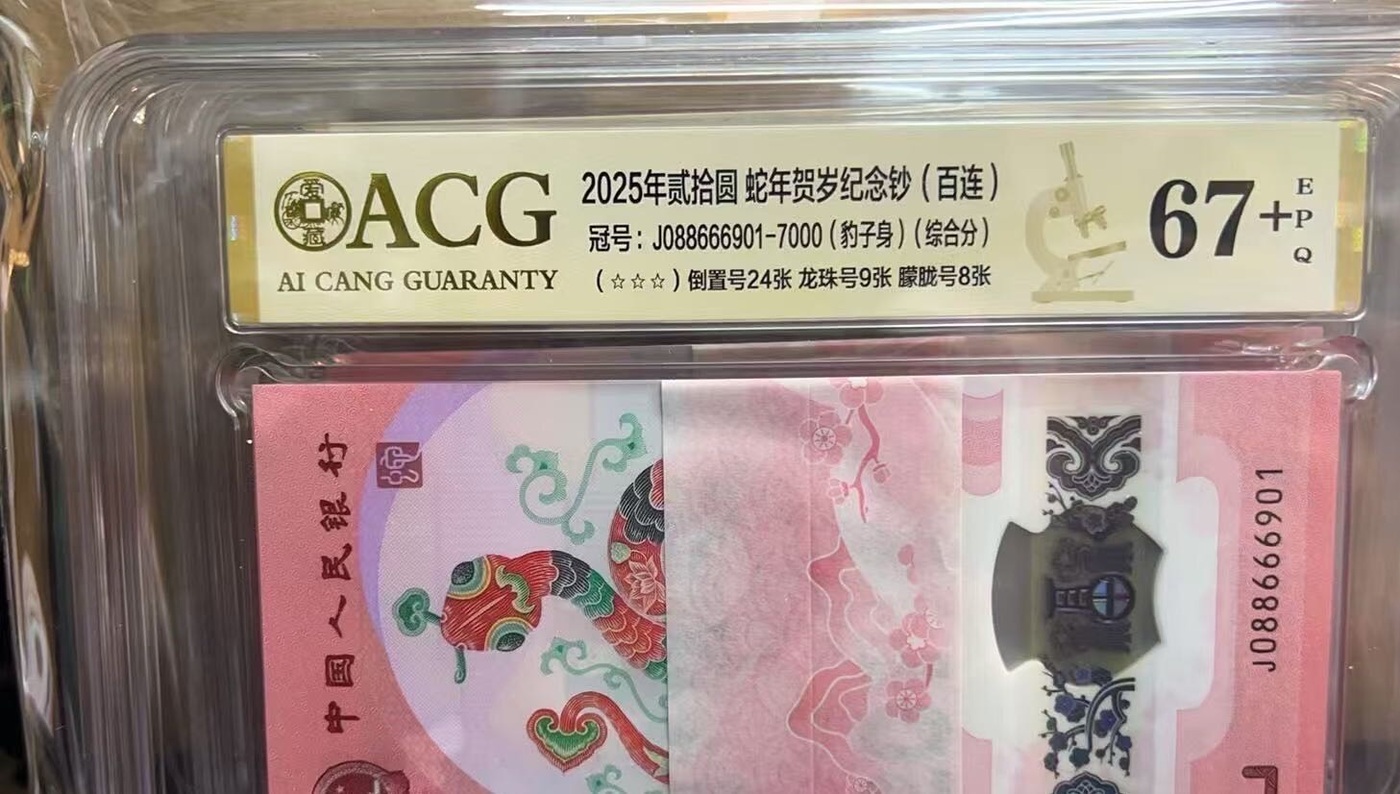 ACG
AI CANG GUARANTY
2025年贰拾圆 蛇年贺岁纪念钞（百连）
冠号：J088666901-7000（豹子身）（综合分）
（☆☆☆）倒置号24张 龙珠号9张 朦胧号8张
67+
EPQ
中国人民银行
J088666901